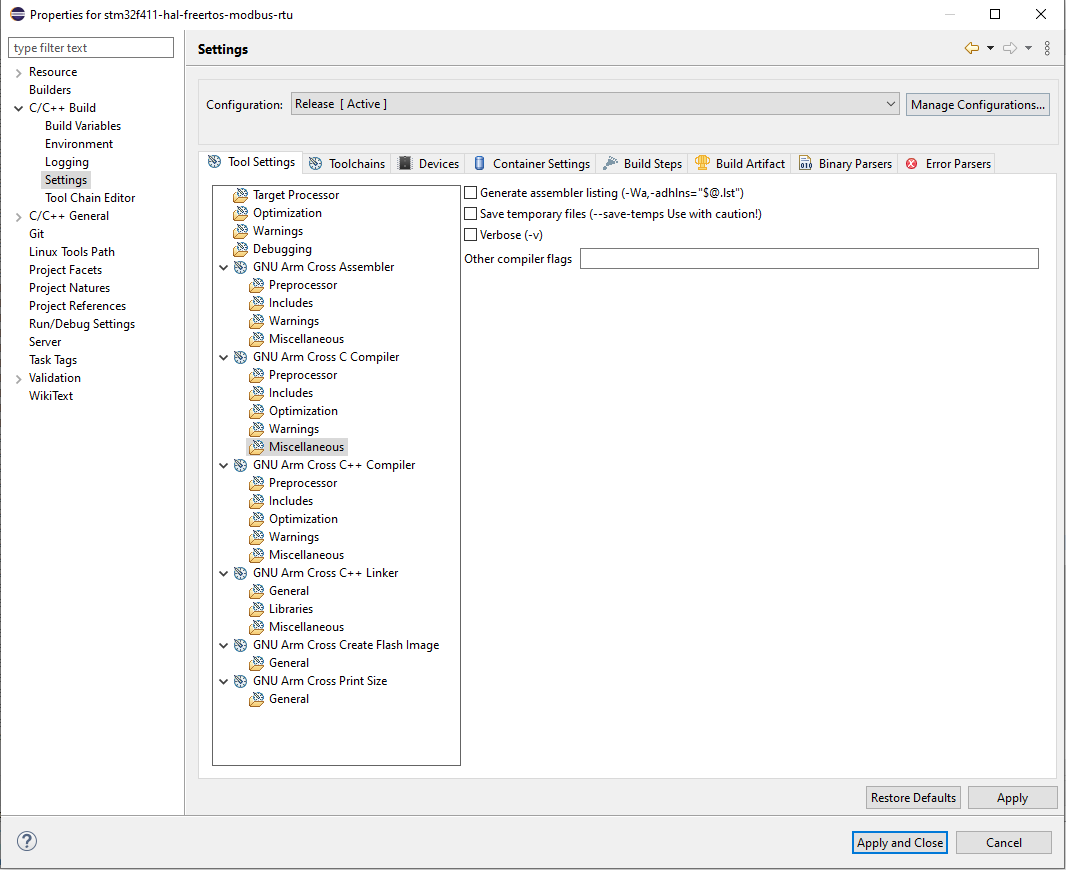 Properties for stm32f411-hal-freertos-modbus-rtu
type filter text
Resource
Builders
C/C++ Build
Build Variables
Environment
Logging
Settings
Tool Chain Editor
C/C++ General
Git
Linux Tools Path
Project Facets
Project Natures
Project References
Run/Debug Settings
Server
Task Tags
Validation
WikiText
Settings
Configuration:
Release [ Active ]
Manage Configurations...
Tool Settings
Toolchains
Devices
Container Settings
Build Steps
Build Artifact
Binary Parsers
Error Parsers
Target Processor
Optimization
Warnings
Debugging
GNU Arm Cross Assembler
Preprocessor
Includes
Warnings
Miscellaneous
GNU Arm Cross C Compiler
Preprocessor
Includes
Optimization
Warnings
Miscellaneous
GNU Arm Cross C++ Compiler
Preprocessor
Includes
Optimization
Warnings
Miscellaneous
GNU Arm Cross C++ Linker
General
Libraries
Miscellaneous
GNU Arm Cross Create Flash Image
General
GNU Arm Cross Print Size
General
Generate assembler listing (-Wa,-adhlns="$@.lst")
Save temporary files (--save-temps Use with caution!)
Verbose (-v)
Other compiler flags
Restore Defaults
Apply
?
Apply and Close
Cancel